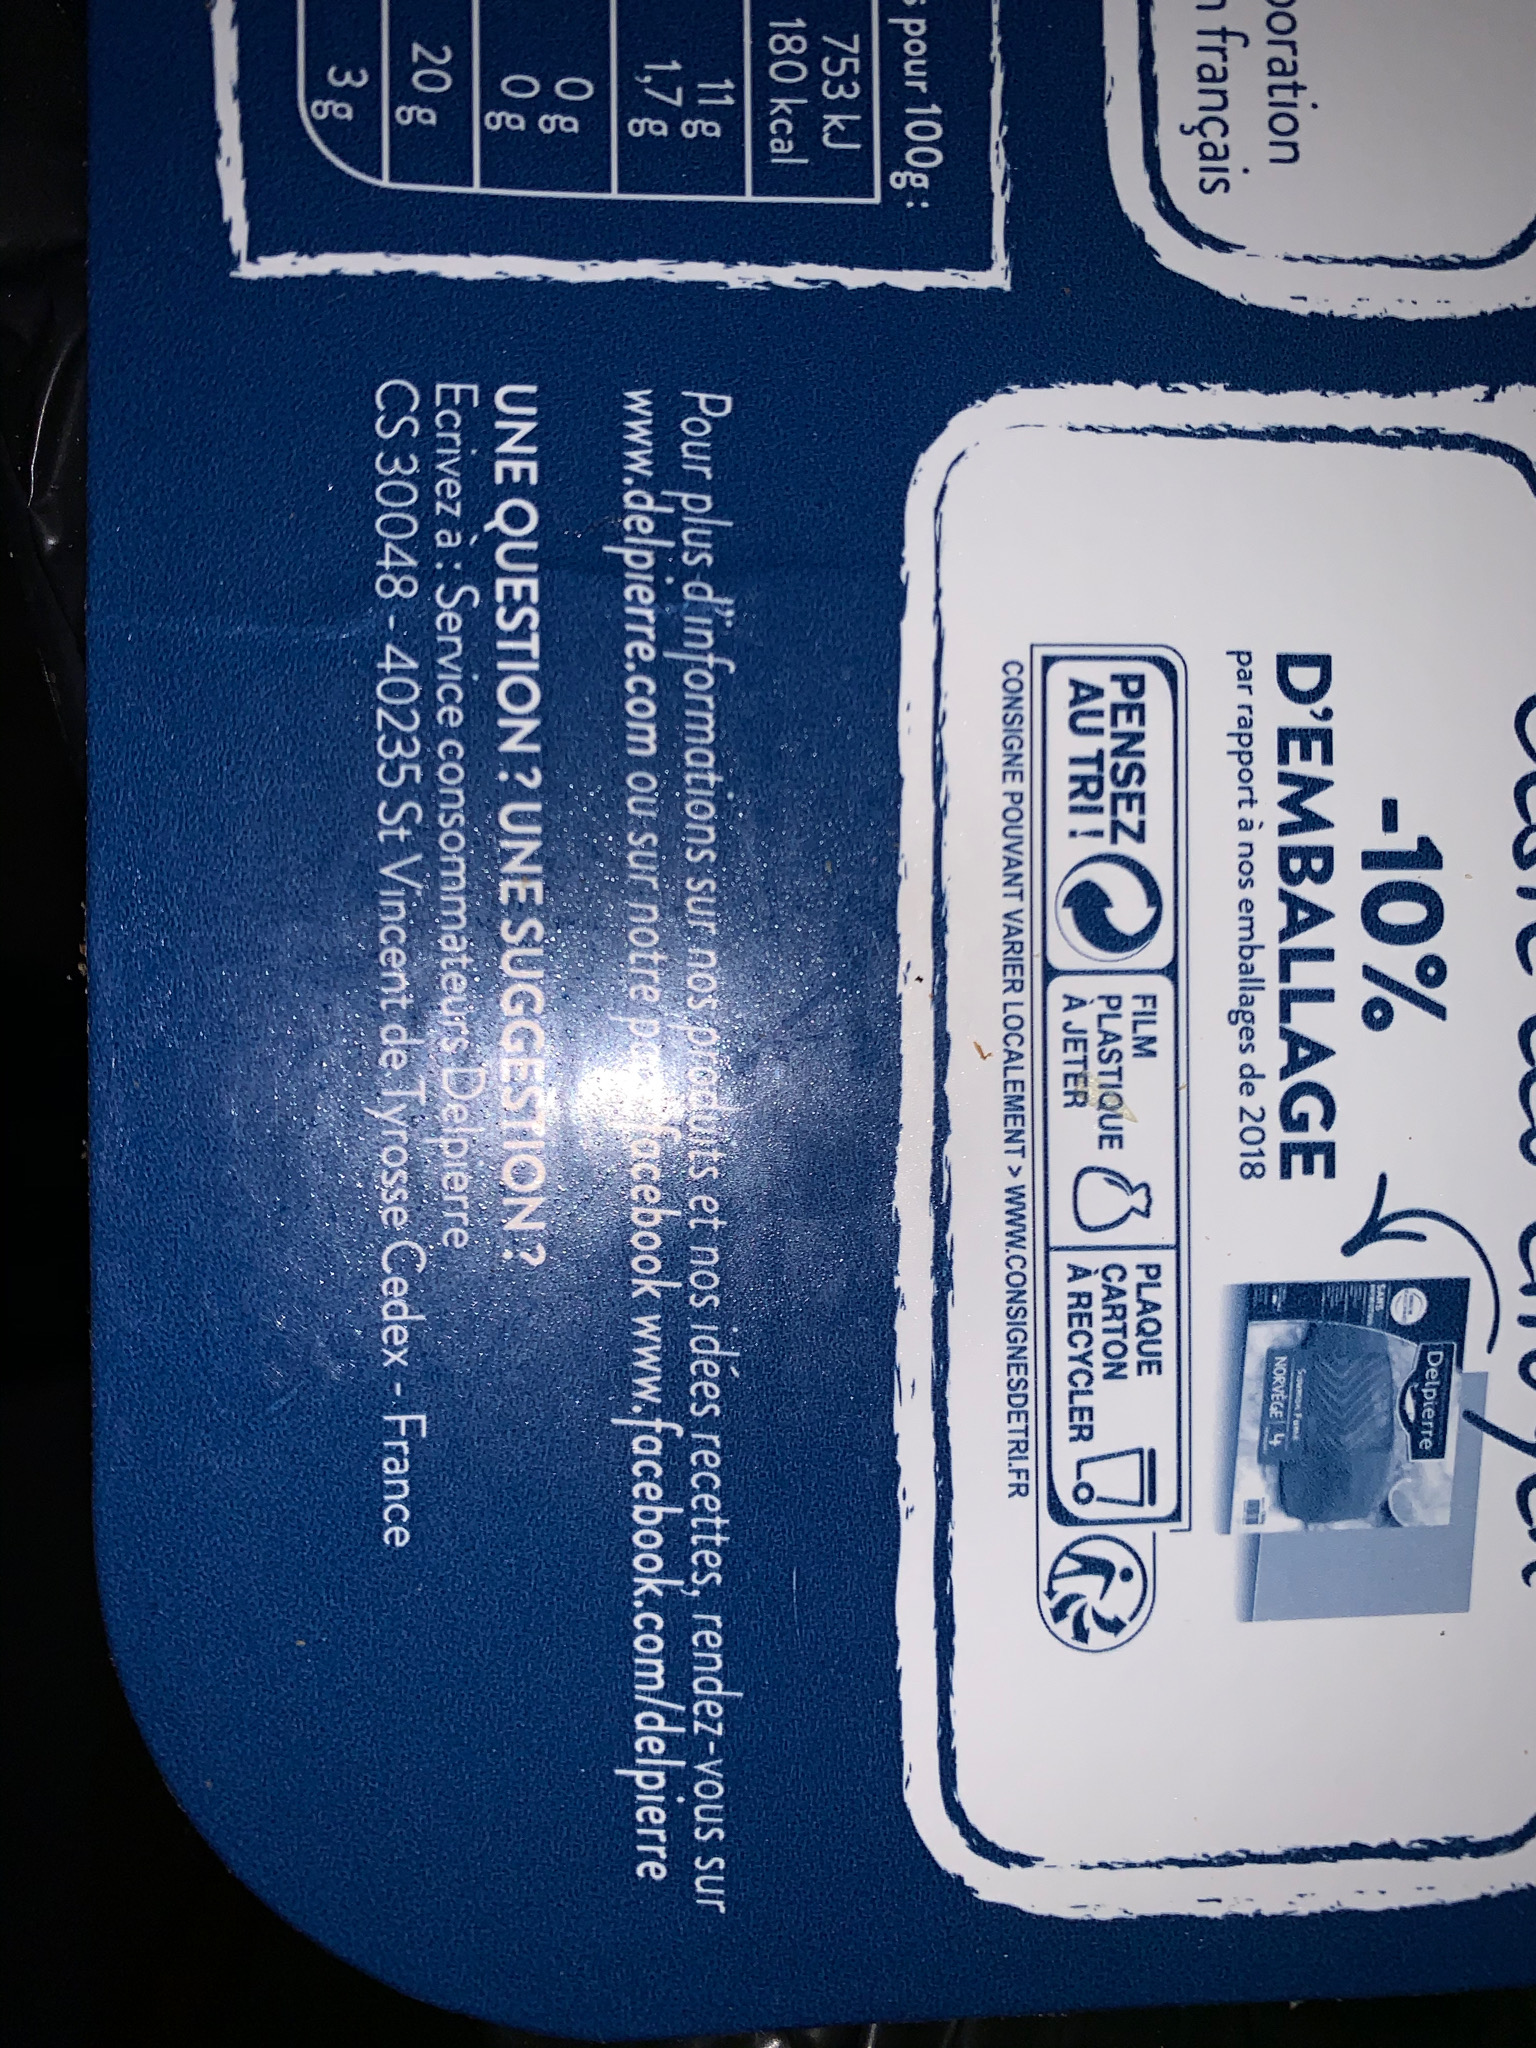 poration
n français
s pour 100g :
753 kJ
180 kcal
11 g
1,7 g
0 g
0 g
20 g
3 g
-10%
D'EMBALLAGE
par rapport à nos emballages de 2018
Delpierre
Saumon Fumé
NORVÈGE 4
SANS
PENSEZ
AU TRI !
FILM
PLASTIQUE
À JETER
PLAQUE
CARTON
À RECYCLER
CONSIGNE POUVANT VARIER LOCALEMENT > WWW.CONSIGNESDETRI.FR
Pour plus d'informations sur nos produits et nos idées recettes, rendez-vous sur
www.delpierre.com ou sur notre page facebook www.facebook.com/delpierre
UNE QUESTION ? UNE SUGGESTION ?
Ecrivez à : Service consommateurs Delpierre
CS 30048 - 40235 St Vincent de Tyrosse Cedex - France